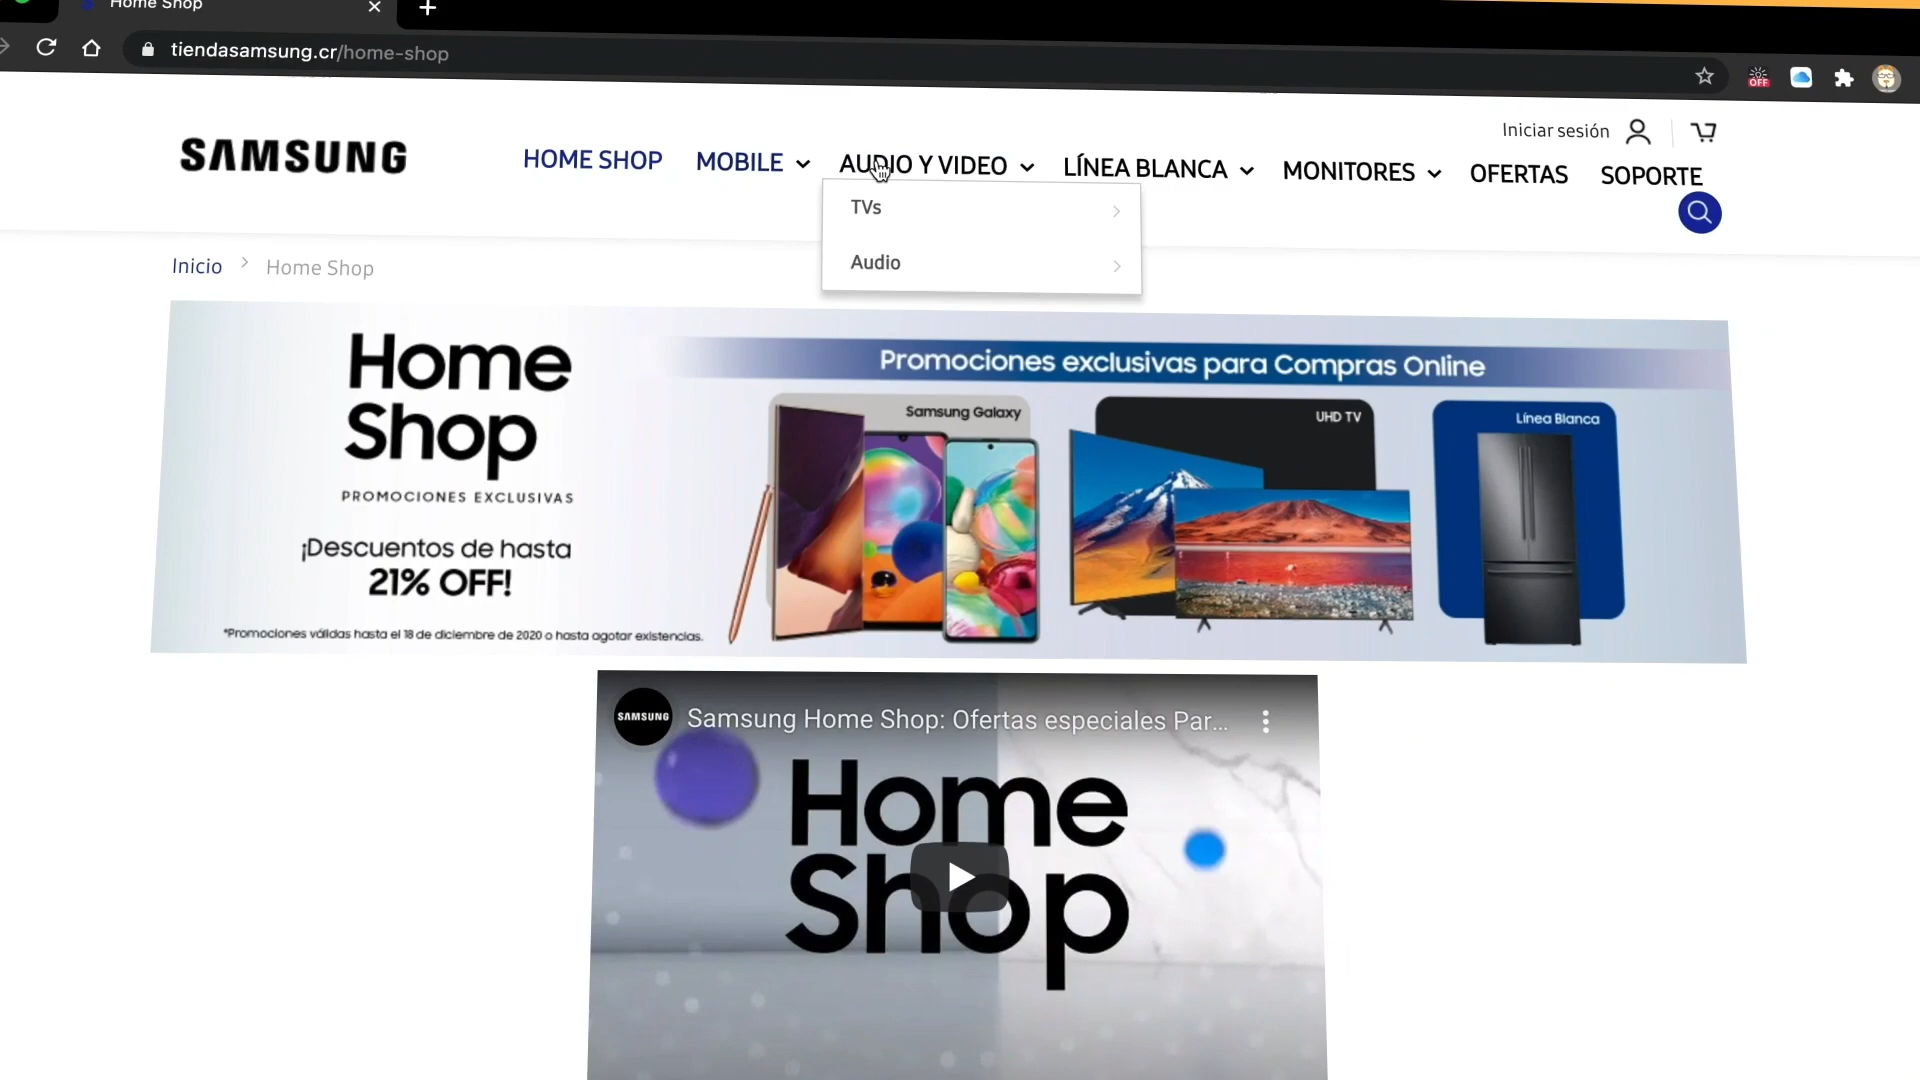 Home Shop
tiendasamsung.cr/home-shop
OFF
Iniciar sesión
SAMSUNG
HOME SHOP
MOBILE
AUDIO Y VIDEO
LÍNEA BLANCA
MONITORES
OFERTAS
SOPORTE
TVs
Audio
Inicio
Home Shop
Home
Shop
PROMOCIONES EXCLUSIVAS
¡Descuentos de hasta
21% OFF!
*Promociones válidas hasta el 18 de diciembre de 2020 o hasta agotar existencias.
Promociones exclusivas para Compras Online
Samsung Galaxy
UHD TV
Línea Blanca
SAMSUNG
Samsung Home Shop: Ofertas especiales Par...
Home
Shop